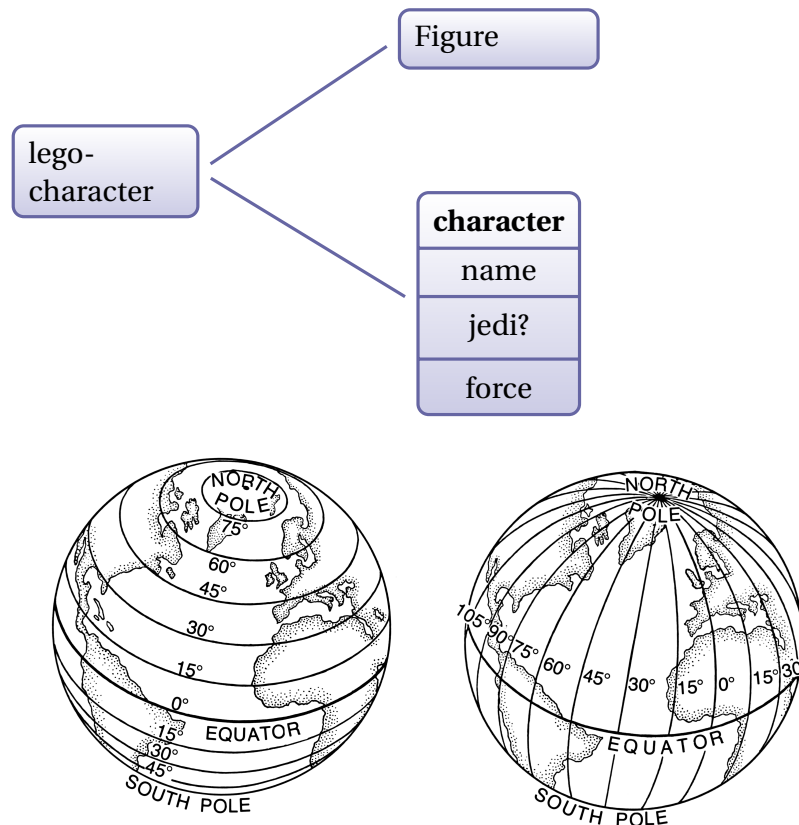 Figure
lego-
character
character
name
jedi?
force
NORTH
POLE
75°
60°
45°
30°
15°
0°
EQUATOR
15°
30°
45°
SOUTH POLE
NORTH
POLE
105° 90° 75° 60° 45° 30° 15° 0° 15° 30°
EQUATOR
SOUTH POLE